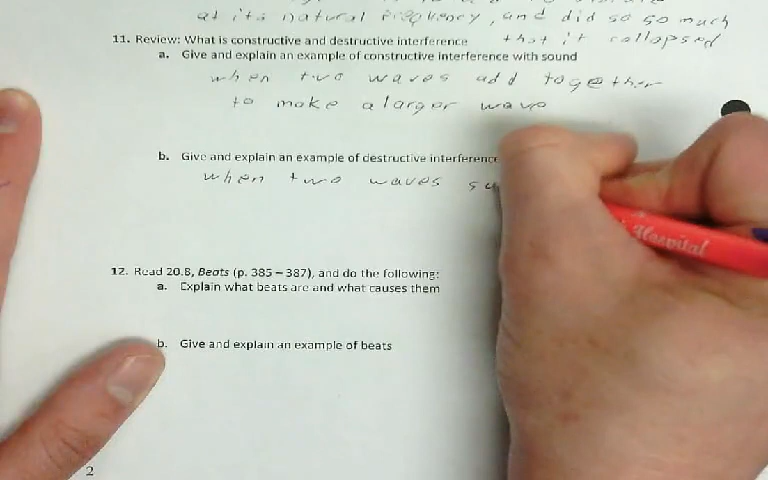 at its natural frequency, and did so so much
11. Review: What is constructive and destructive interference that it collapsed
a. Give and explain an example of constructive interference with sound
when two waves add together
to make a larger wave
b. Give and explain an example of destructive interference
when two waves su
Hospital
12. Read 20.8, Beats (p. 385 – 387), and do the following:
a. Explain what beats are and what causes them
b. Give and explain an example of beats
2